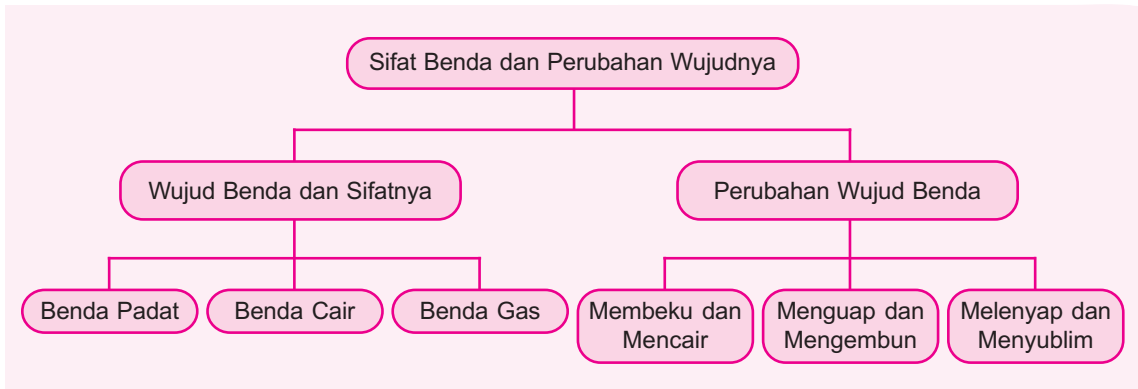 Sifat Benda dan Perubahan Wujudnya
Wujud Benda dan Sifatnya
Perubahan Wujud Benda
Benda Padat
Benda Cair
Benda Gas
Membeku dan
Mencair
Menguap dan
Mengembun
Melenyap dan
Menyublim